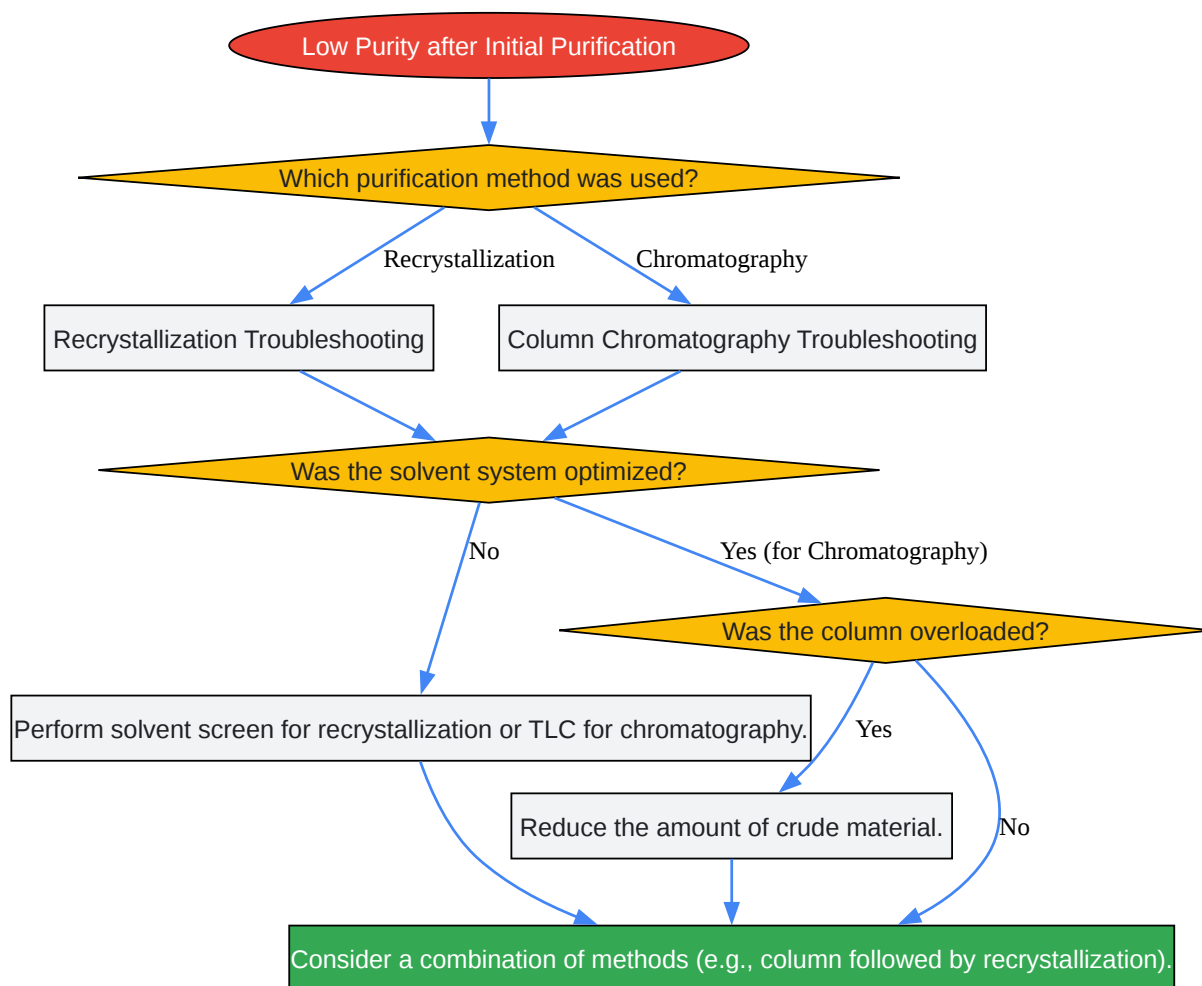 Low Purity after Initial Purification
Which purification method was used?
Recrystallization
Chromatography
Recrystallization Troubleshooting
Column Chromatography Troubleshooting
Was the solvent system optimized?
No
Yes (for Chromatography)
Was the column overloaded?
Perform solvent screen for recrystallization or TLC for chromatography.
Yes
Reduce the amount of crude material.
No
Consider a combination of methods (e.g., column followed by recrystallization).